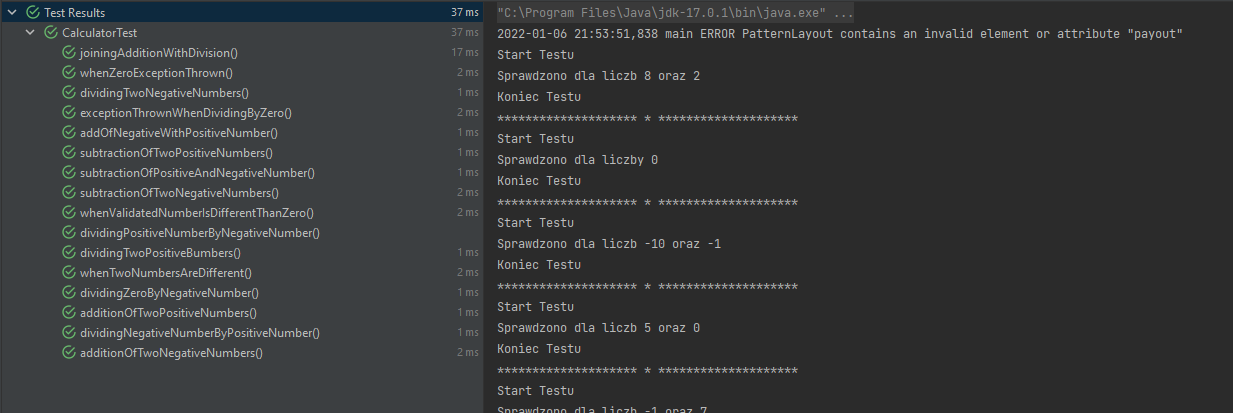 Test Results 37 ms
CalculatorTest 37 ms
joiningAdditionWithDivision() 17 ms
whenZeroExceptionThrown() 2 ms
dividingTwoNegativeNumbers() 1 ms
exceptionThrownWhenDividingByZero() 2 ms
addOfNegativeWithPositiveNumber() 1 ms
subtractionOfTwoPositiveNumbers() 1 ms
subtractionOfPositiveAndNegativeNumber() 1 ms
subtractionOfTwoNegativeNumbers() 2 ms
whenValidatedNumberIsDifferentThanZero() 2 ms
dividingPositiveNumberByNegativeNumber()
dividingTwoPositiveBumbers() 1 ms
whenTwoNumbersAreDifferent() 2 ms
dividingZeroByNegativeNumber() 1 ms
additionOfTwoPositiveNumbers() 1 ms
dividingNegativeNumberByPositiveNumber() 1 ms
additionOfTwoNegativeNumbers() 2 ms
"C:\Program Files\Java\jdk-17.0.1\bin\java.exe" ...
2022-01-06 21:53:51,838 main ERROR PatternLayout contains an invalid element or attribute "payout"
Start Testu
Sprawdzono dla liczb 8 oraz 2
Koniec Testu
******************** * ********************
Start Testu
Sprawdzono dla liczby 0
Koniec Testu
******************** * ********************
Start Testu
Sprawdzono dla liczb -10 oraz -1
Koniec Testu
******************** * ********************
Start Testu
Sprawdzono dla liczb 5 oraz 0
Koniec Testu
******************** * ********************
Start Testu
Sprawdzono dla liczb -1 oraz 7